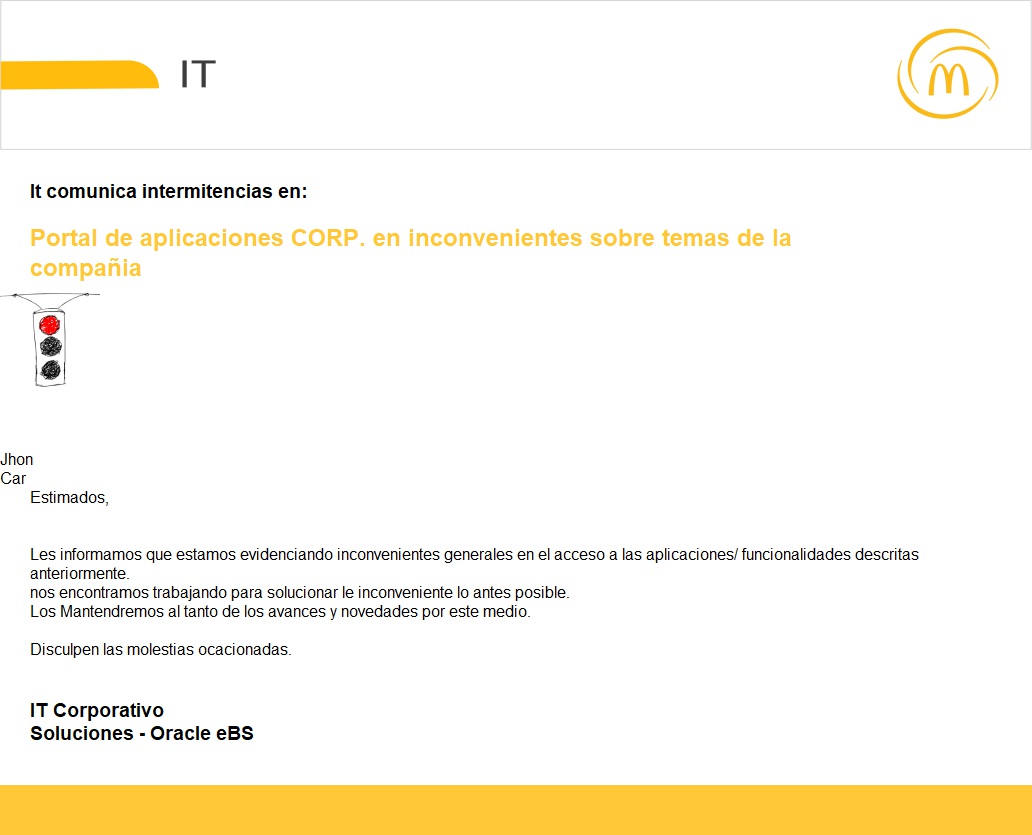 IT
It comunica intermitencias en:
Portal de aplicaciones CORP. en inconvenientes sobre temas de la
compañia
Jhon
Car
Estimados,
Les informamos que estamos evidenciando inconvenientes generales en el acceso a las aplicaciones/ funcionalidades descritas
anteriormente.
nos encontramos trabajando para solucionar le inconveniente lo antes posible.
Los Mantendremos al tanto de los avances y novedades por este medio.
Disculpen las molestias ocacionadas.
IT Corporativo
Soluciones - Oracle eBS